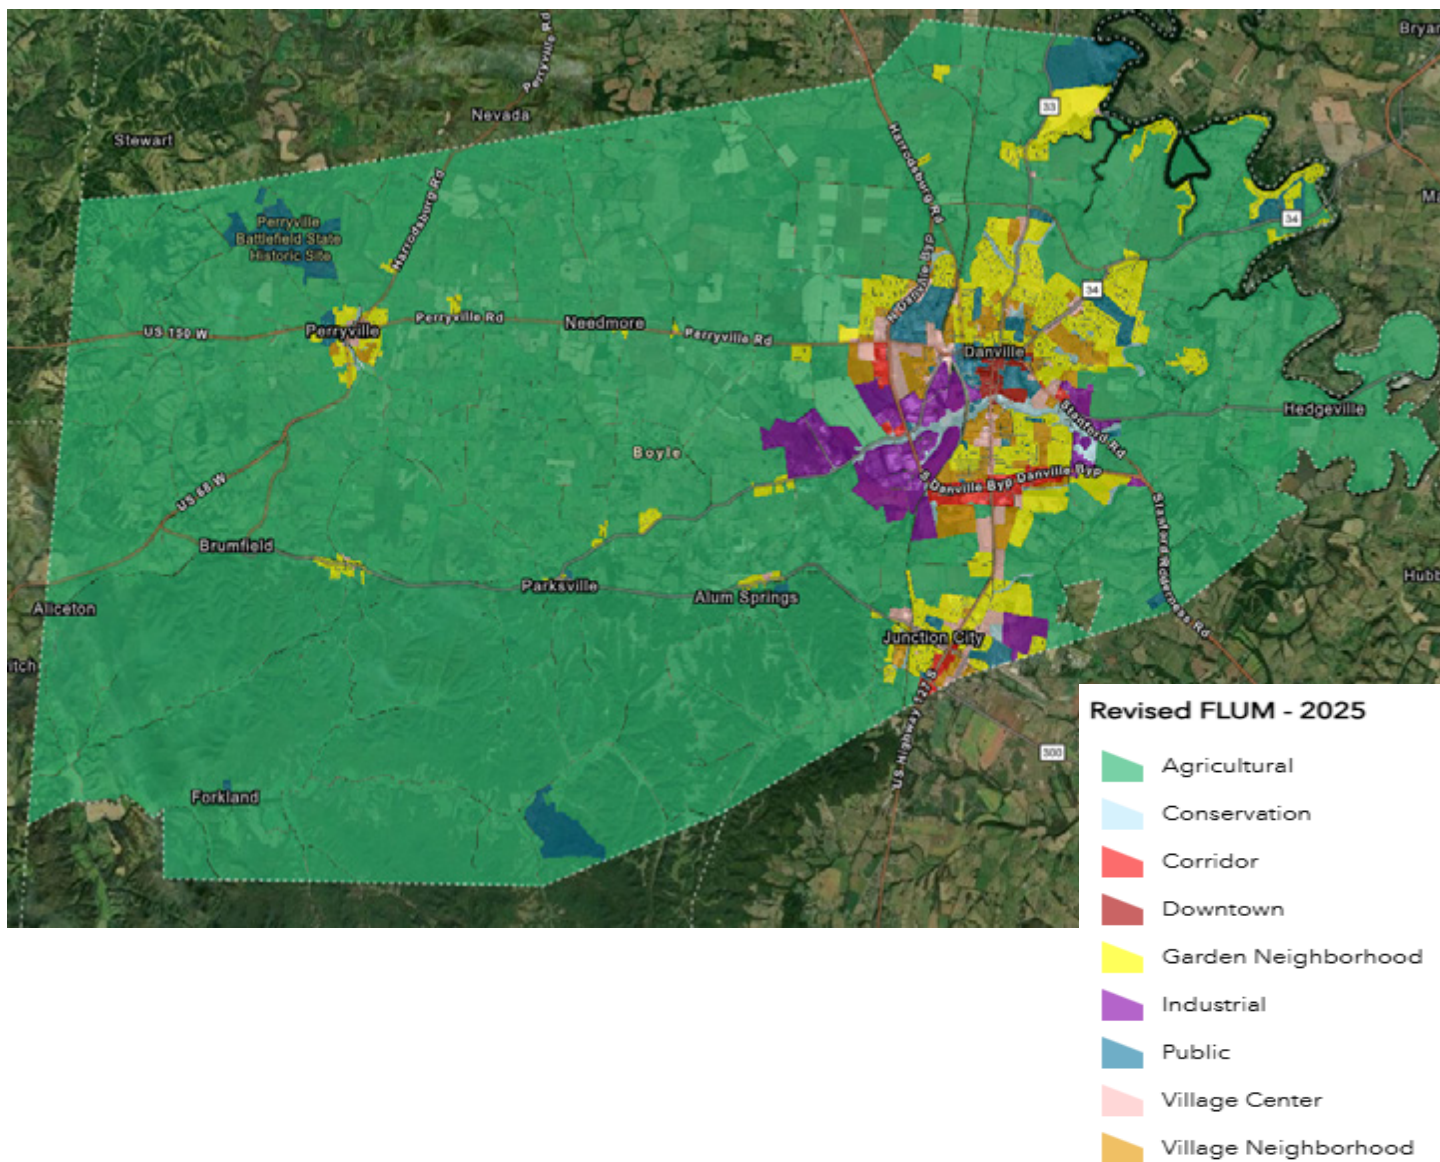 Perryville Rd
Bryan
Nevada
33
Stewart
Harrodsburg Rd
Harrodsburg Rd
34
Perryville
Battlefield State
Historic Site
N Danville Byp
34
US 150 W
Perryville
Perryville Rd
Needmore
Perryville Rd
Danville
Hedgeville
Stanford Rd
Boyle
S Danville Byp
Danville Byp
US 68 W
Stanford Rd
Brumfield
Parksville
Alum Springs
Hubb
Aliceton
Junction City
itch
US Highway 127 S
300
Forkland
Revised FLUM - 2025
Agricultural
Conservation
Corridor
Downtown
Garden Neighborhood
Industrial
Public
Village Center
Village Neighborhood